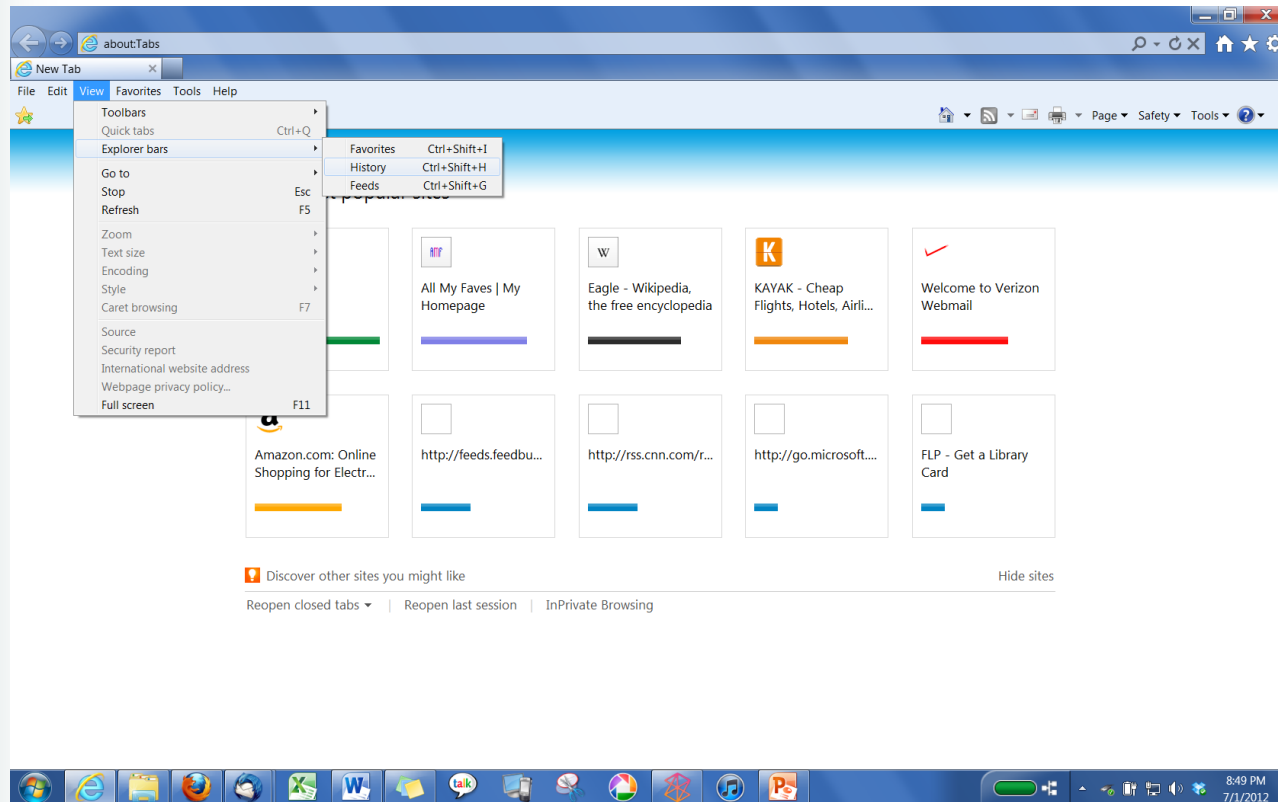 about:Tabs
New Tab
File Edit View Favorites Tools Help
Page Safety Tools
Toolbars
Quick tabs Ctrl+Q
Explorer bars
Favorites Ctrl+Shift+I
History Ctrl+Shift+H
Feeds Ctrl+Shift+G
Go to
Stop Esc
Refresh F5
Zoom
Text size
Encoding
Style
Caret browsing F7
Source
Security report
International website address
Webpage privacy policy...
Full screen F11
popular sites
AMF
All My Faves | My
Homepage
W
Eagle - Wikipedia,
the free encyclopedia
K
KAYAK - Cheap
Flights, Hotels, Airli...
Welcome to Verizon
Webmail
a
Amazon.com: Online
Shopping for Electr...
http://feeds.feedbu...
http://rss.cnn.com/r...
http://go.microsoft....
FLP - Get a Library
Card
Discover other sites you might like
Hide sites
Reopen closed tabs | Reopen last session | InPrivate Browsing
talk
8:49 PM
7/1/2012